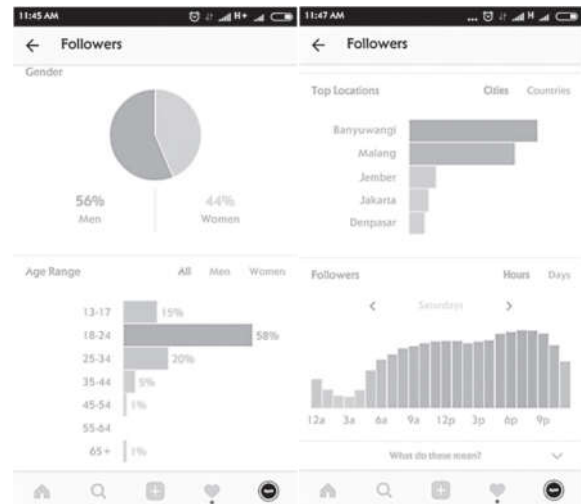 11:45 AM
H+
Followers
Gender
56%
Men
44%
Women
Age Range
All Men Women
13-17 15%
18-24 58%
25-34 20%
35-44 5%
45-54 1%
55-64
65+ 1%
11:47 AM
... H
Followers
Top Locations
Cities Countries
Banyuwangi
Malang
Jember
Jakarta
Denpasar
Followers
Hours Days
< Saturdays >
12a 3a 6a 9a 12p 3p 6p 9p
What do these mean?